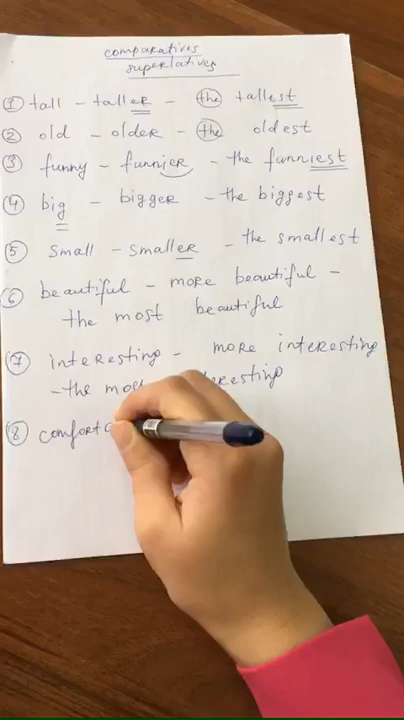 comparatives
superlatives
1 tall - taller - the tallest
2 old - older - the oldest
3 funny - funnier - the funniest
4 big - bigger - the biggest
5 small - smaller - the smallest
6 beautiful - more beautiful -
the most beautiful
7 interesting - more interesting
- the
8